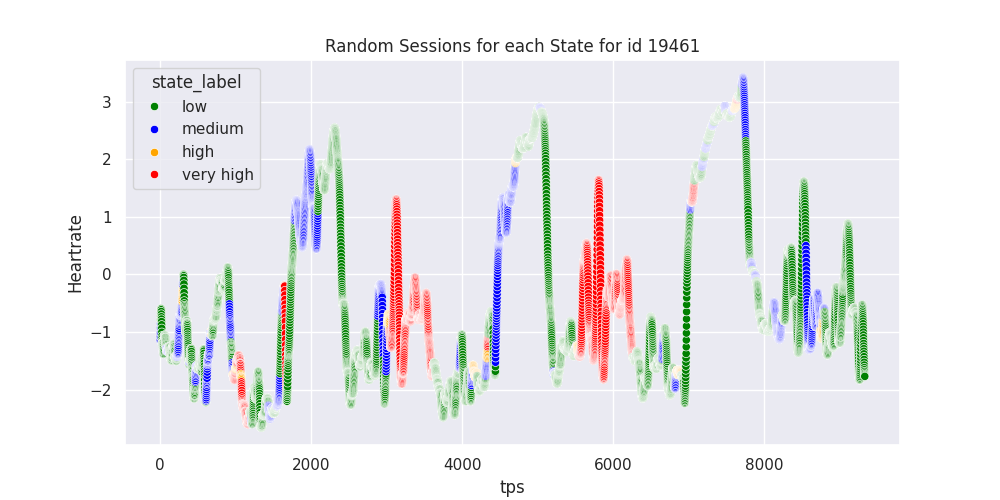 Random Sessions for each State for id 19461
state_label
low
medium
high
very high
Heartrate
3
2
1
0
−1
−2
0 2000 4000 6000 8000
tps